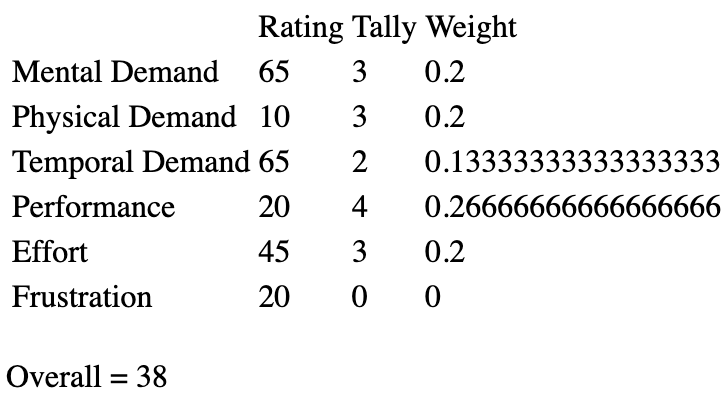 Rating Tally Weight
Mental Demand 65 3 0.2
Physical Demand 10 3 0.2
Temporal Demand 65 2 0.13333333333333333
Performance 20 4 0.26666666666666666
Effort 45 3 0.2
Frustration 20 0 0
Overall = 38